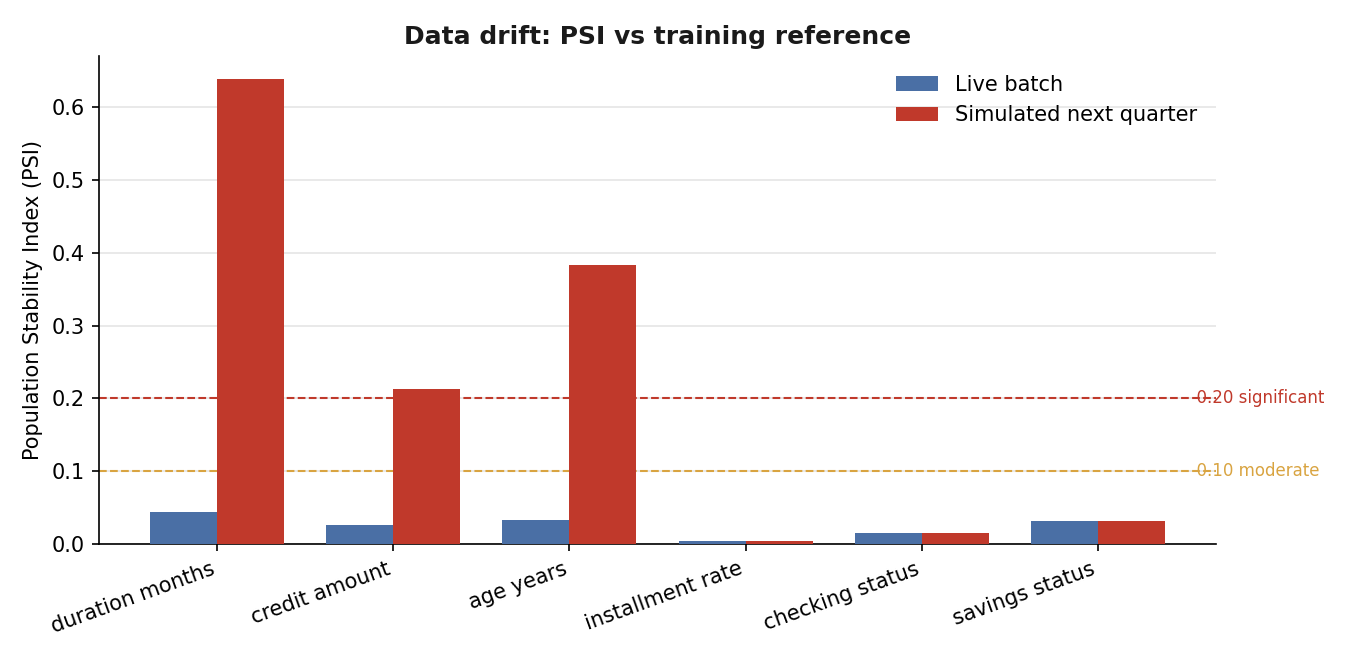 Data drift: PSI vs training reference
Live batch
Simulated next quarter
Population Stability Index (PSI)
0.6
0.5
0.4
0.3
0.2
0.1
0.0
0.20 significant
0.10 moderate
duration months
credit amount
age years
installment rate
checking status
savings status